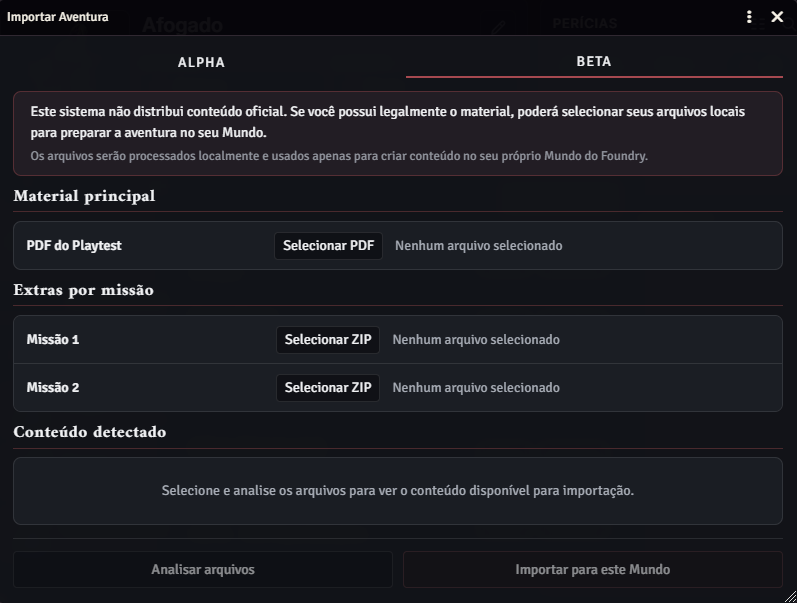 Importar Aventura
Afogado
PERÍCIAS
ALPHA
BETA
Este sistema não distribui conteúdo oficial. Se você possui legalmente o material, poderá selecionar seus arquivos locais
para preparar a aventura no seu Mundo.
Os arquivos serão processados localmente e usados apenas para criar conteúdo no seu próprio Mundo do Foundry.
Material principal
PDF do Playtest
Selecionar PDF
Nenhum arquivo selecionado
Extras por missão
Missão 1
Selecionar ZIP
Nenhum arquivo selecionado
Missão 2
Selecionar ZIP
Nenhum arquivo selecionado
Conteúdo detectado
Selecione e analise os arquivos para ver o conteúdo disponível para importação.
Analisar arquivos
Importar para este Mundo